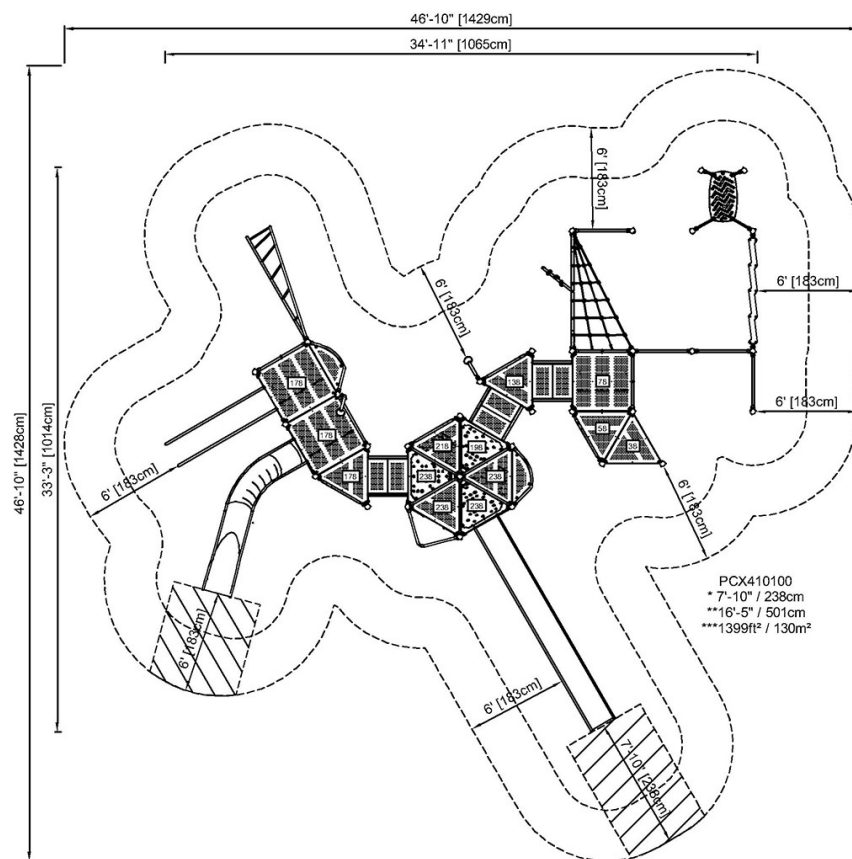 46'-10" [1429cm]
34'-11" [1065cm]
46'-10" [1428cm]
33'-3" [1014cm]
6' [183cm]
6' [183cm]
6' [183cm]
6' [183cm]
178
138
78
178
58
218
198
38
178
238
238
6' [183cm]
238
238
6' [183cm]
PCX410100
* 7'-10" / 238cm
**16'-5" / 501cm
***1399ft² / 130m²
6' [183cm]
6' [183cm]
7'-10" [238cm]